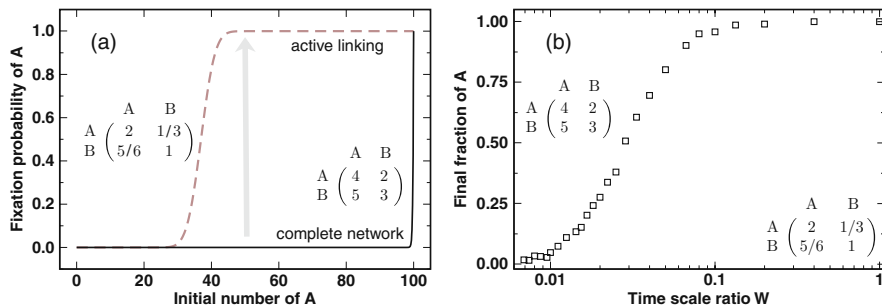 (a)
1.0
0.8
0.6
0.4
0.2
0.0
Fixation probability of A
active linking
A B
A 2 1/3
B 5/6 1
A B
A 4 2
B 5 3
complete network
0 20 40 60 80 100
Initial number of A
(b)
1.00
0.75
0.50
0.25
0.00
Final fraction of A
A B
A 4 2
B 5 3
A B
A 2 1/3
B 5/6 1
0.01 0.1 1
Time scale ratio W